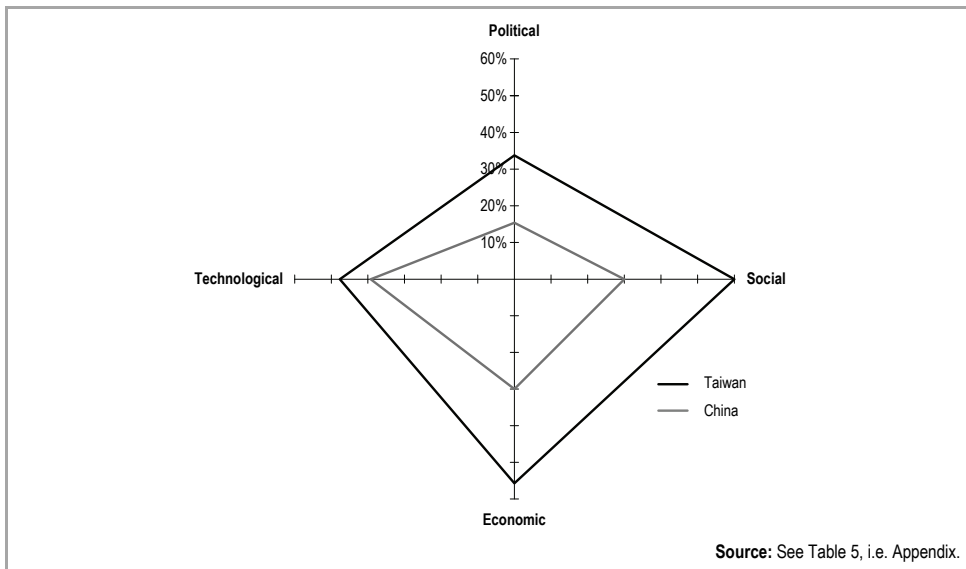 Political
60%
50%
40%
30%
20%
10%
Technological
Social
Taiwan
China
Economic
Source: See Table 5, i.e. Appendix.